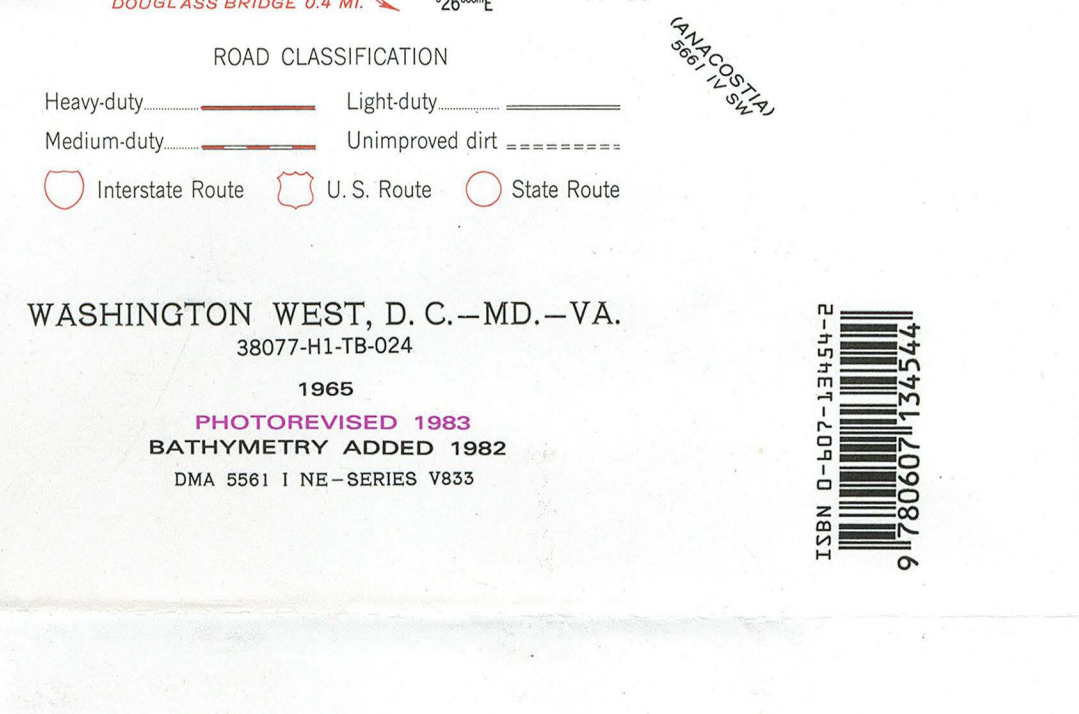 DOUGLASS BRIDGE 0.4 MI.
26 000m E
(ANACOSTIA)
5661 IV SW
ROAD CLASSIFICATION
Heavy-duty Light-duty
Medium-duty Unimproved dirt
Interstate Route U. S. Route State Route
WASHINGTON WEST, D. C.–MD.–VA.
38077-H1-TB-024
1965
PHOTOREVISED 1983
BATHYMETRY ADDED 1982
DMA 5561 I NE–SERIES V833
ISBN 0-607-13454-2
9 780607 134544